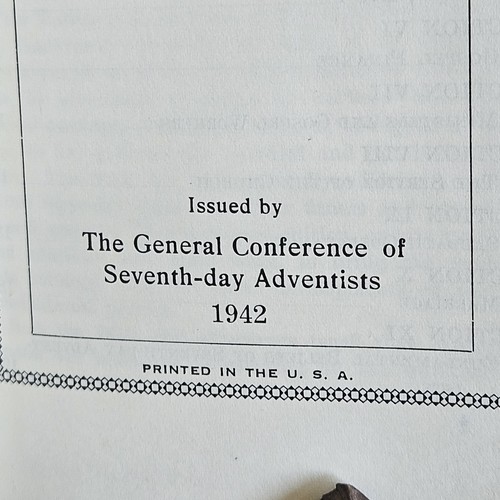 Issued by
The General Conference of
Seventh-day Adventists
1942
PRINTED IN THE U. S. A.